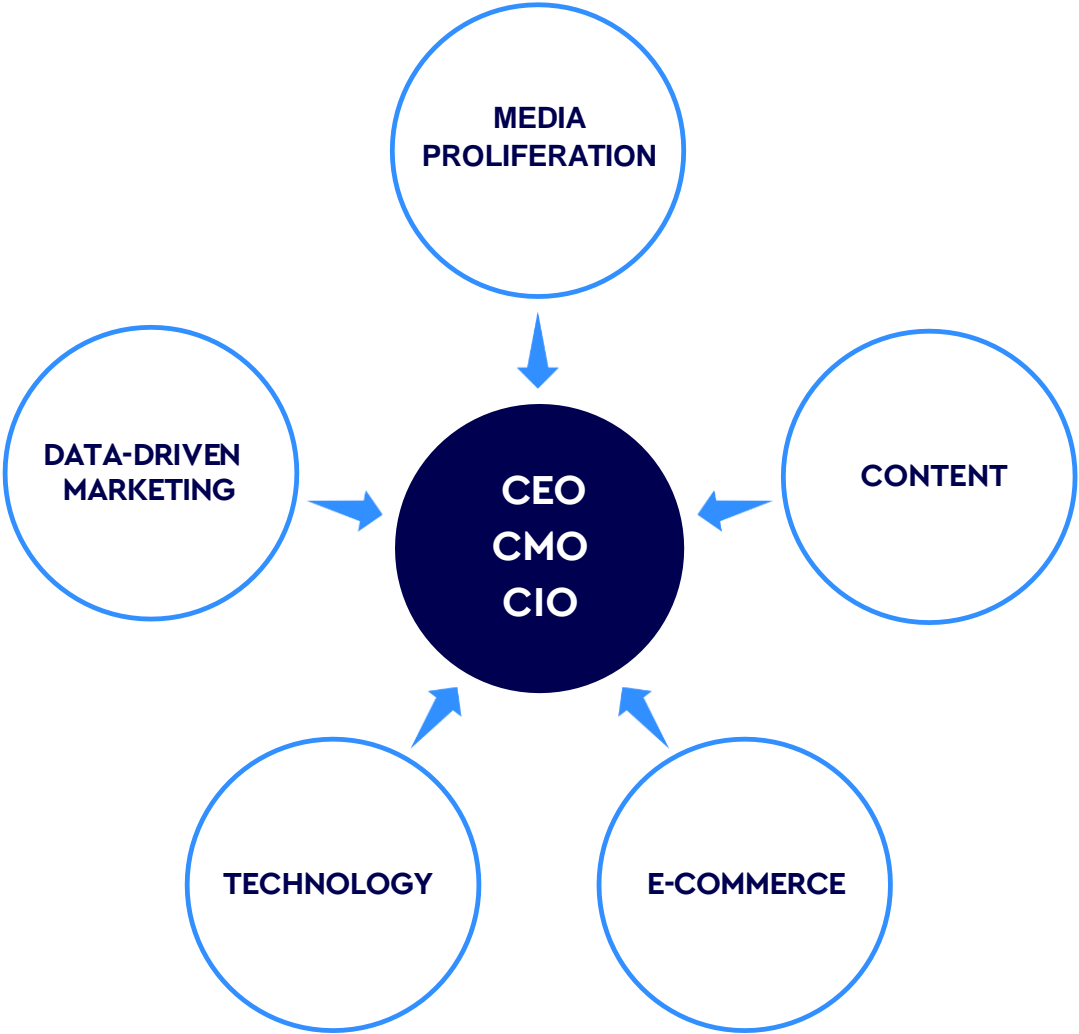 MEDIA
PROLIFERATION
DATA-DRIVEN
MARKETING
CONTENT
CEO
CMO
CIO
TECHNOLOGY
E-COMMERCE